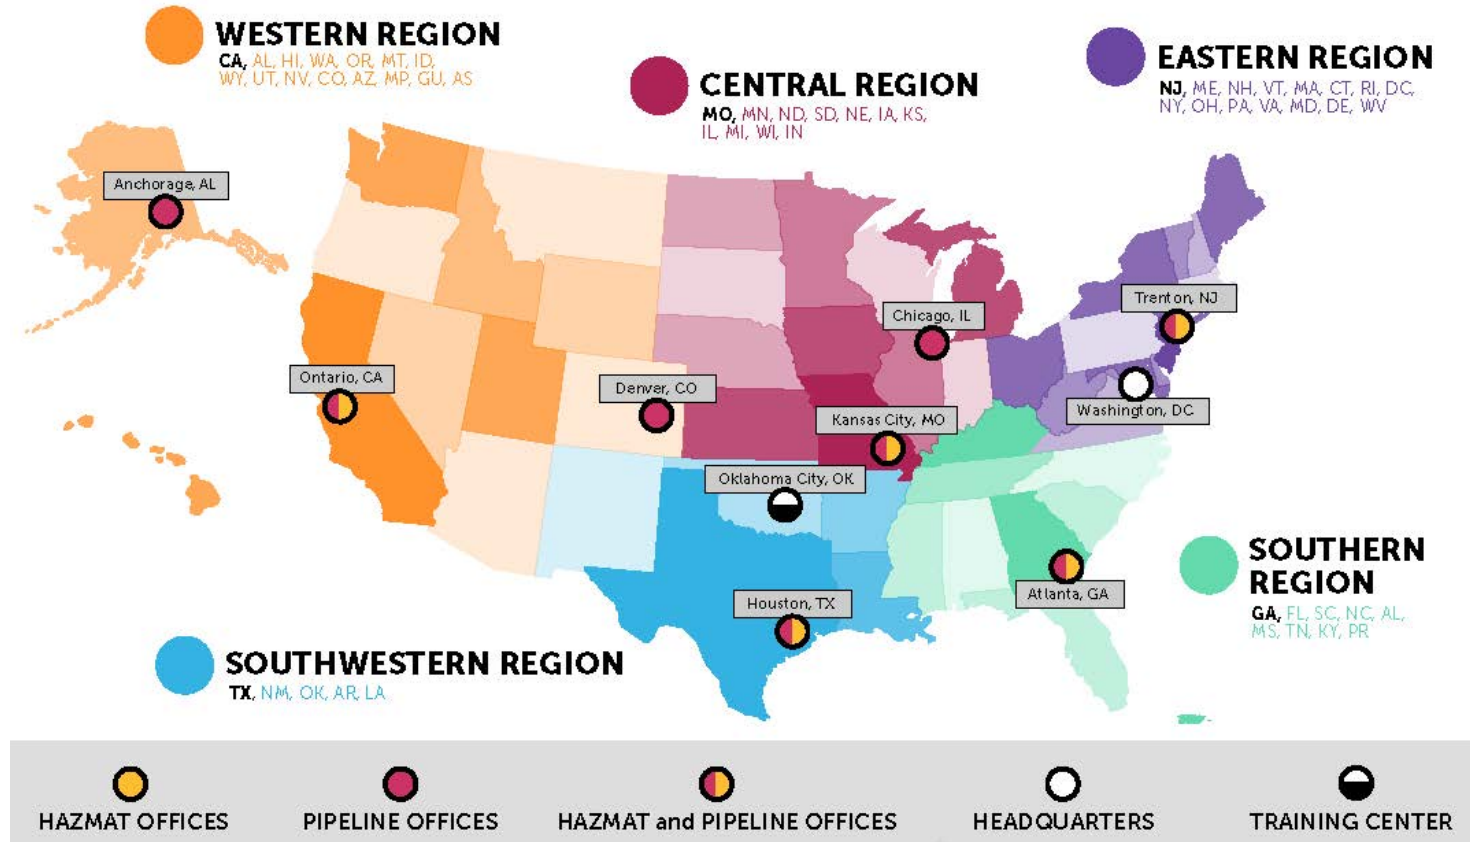 WESTERN REGION
CA, AL, HI, WA, OR, MT, ID,
WY, UT, NV, CO, AZ, MP, GU, AS
CENTRAL REGION
MO, MN, ND, SD, NE, IA, KS,
IL, MI, WI, IN
EASTERN REGION
NJ, ME, NH, VT, MA, CT, RI, DC,
NY, OH, PA, VA, MD, DE, WV
Anchorage, AL
Trenton, NJ
Chicago, IL
Ontario, CA
Denver, CO
Washington, DC
Kansas City, MO
Oklahoma City, OK
Atlanta, GA
Houston, TX
SOUTHERN
REGION
GA, FL, SC, NC, AL,
MS, TN, KY, PR
SOUTHWESTERN REGION
TX, NM, OK, AR, LA
HAZMAT OFFICES
PIPELINE OFFICES
HAZMAT and PIPELINE OFFICES
HEADQUARTERS
TRAINING CENTER